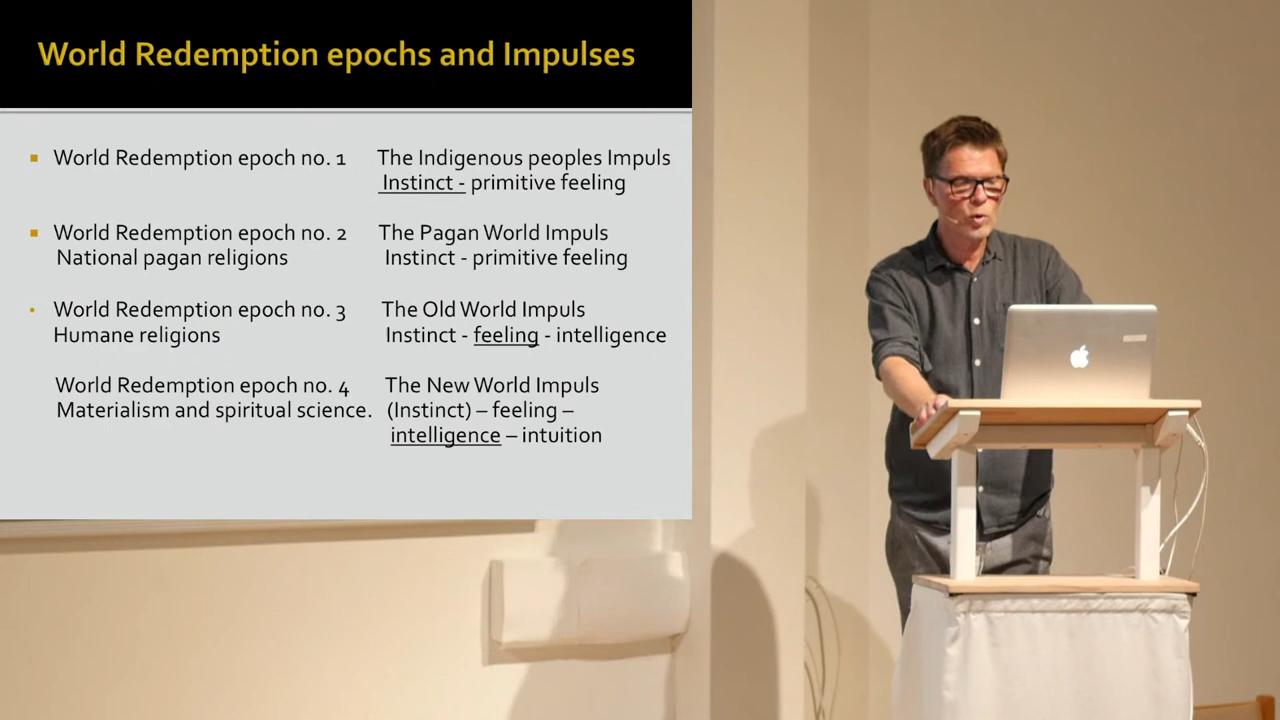 World Redemption epochs and Impulses
World Redemption epoch no. 1 The Indigenous peoples Impuls
Instinct - primitive feeling
World Redemption epoch no. 2 The Pagan World Impuls
National pagan religions Instinct - primitive feeling
World Redemption epoch no. 3 The Old World Impuls
Humane religions Instinct - feeling - intelligence
World Redemption epoch no. 4 The New World Impuls
Materialism and spiritual science. (Instinct) – feeling –
intelligence – intuition